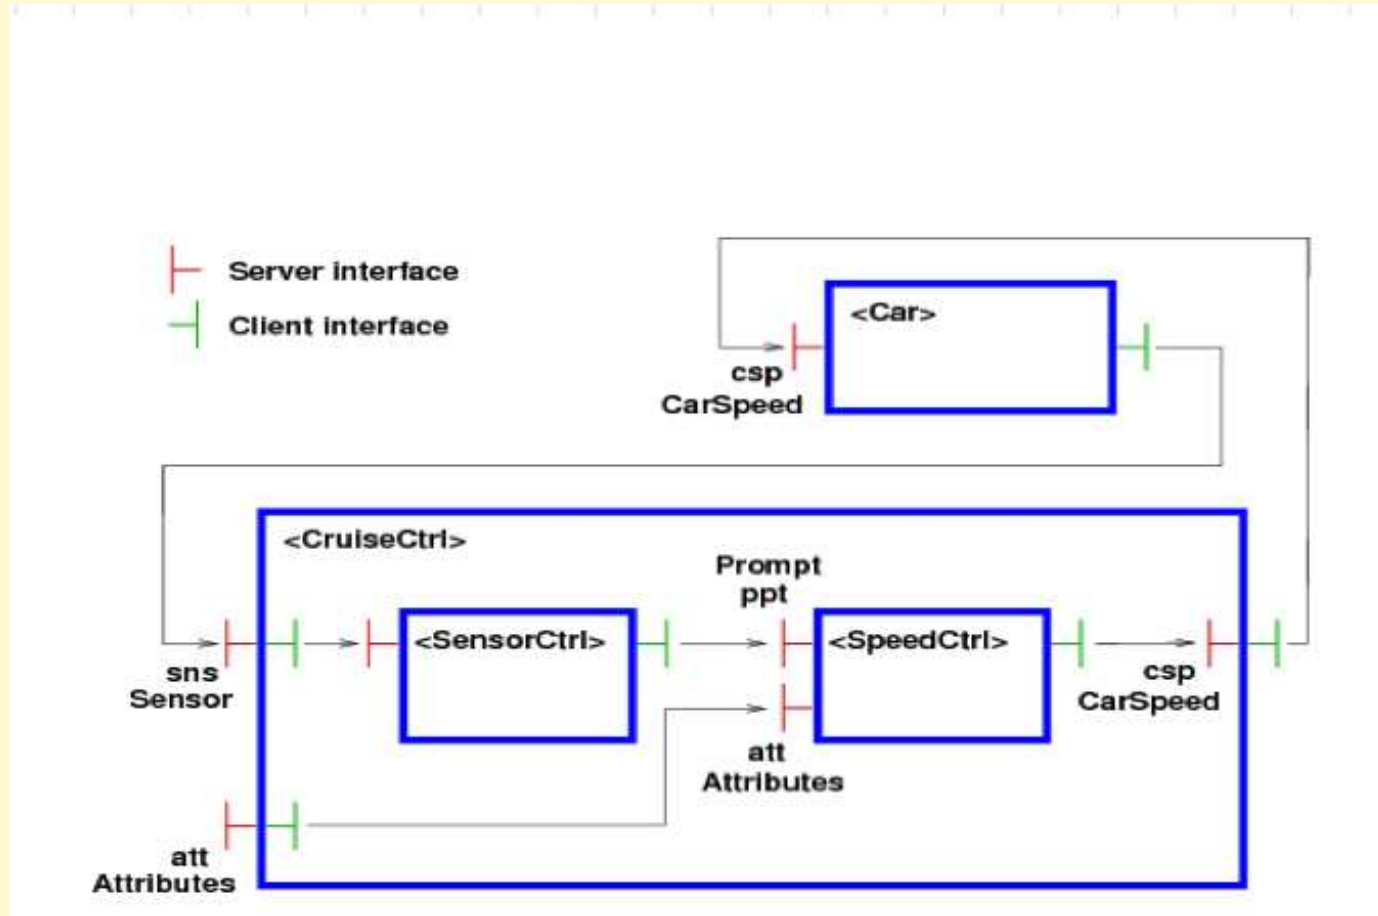 Server interface
Client interface
<Car>
csp
CarSpeed
<CruiseCtrl>
Prompt
ppt
<SensorCtrl>
<SpeedCtrl>
sns
Sensor
csp
CarSpeed
att
Attributes
att
Attributes